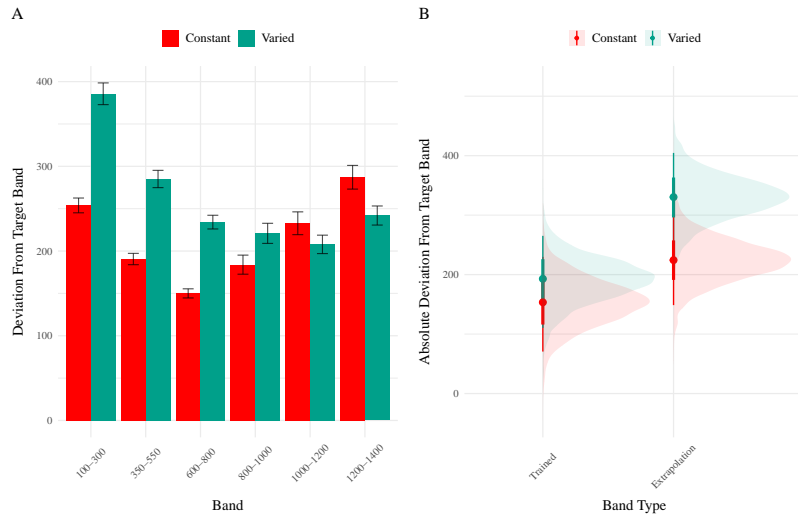 A
Constant Varied
Deviation From Target Band
400
300
200
100
0
100–300
350–550
600–800
800–1000
1000–1200
1200–1400
Band
B
Constant Varied
Absolute Deviation From Target Band
400
200
0
Trained
Extrapolation
Band Type